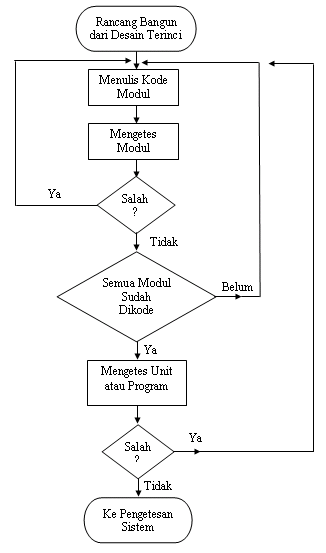 Rancang Bangun
dari Desain Terinci
Menulis Kode
Modul
Mengetes
Modul
Ya
Salah
?
Tidak
Semua Modul
Sudah
Dikode
Belum
Ya
Mengetes Unit
atau Program
Salah
?
Ya
Tidak
Ke Pengetesan
Sistem